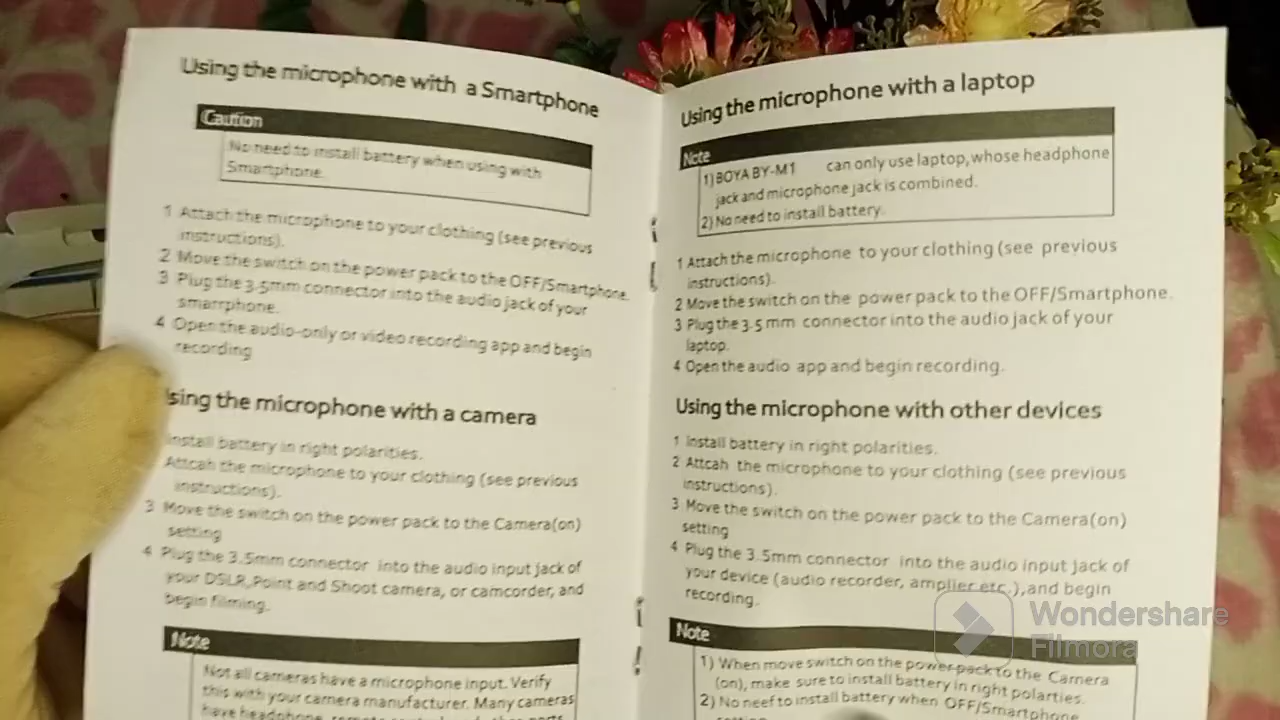 Using the microphone with a Smartphone
Caution
No need to install battery when using with
Smartphone.
1 Attach the microphone to your clothing (see previous
instructions).
2 Move the switch on the power pack to the OFF/Smartphone.
3 Plug the 3.5mm connector into the audio jack of your
smarrphone.
4 Open the audio-only or video recording app and begin
recording
Using the microphone with a camera
Install battery in right polarities.
Attcah the microphone to your clothing (see previous
instructions).
3 Move the switch on the power pack to the Camera(on)
setting
4 Plug the 3.5mm connector into the audio input jack of
your DSLR,Point and Shoot camera, or camcorder, and
begin filming.
Note
Not all cameras have a microphone input. Verify
this with your camera manufacturer. Many cameras
have headphone, remote control
Using the microphone with a laptop
Note
1) BOYA BY-M1 can only use laptop, whose headphone
jack and microphone jack is combined.
2) No need to install battery.
1 Attach the microphone to your clothing (see previous
instructions).
2 Move the switch on the power pack to the OFF/Smartphone.
3 Plug the 3.5 mm connector into the audio jack of your
laptop.
4 Open the audio app and begin recording.
Using the microphone with other devices
1 Install battery in right polarities.
2 Attcah the microphone to your clothing (see previous
instructions).
3 Move the switch on the power pack to the Camera(on)
setting
4 Plug the 3.5mm connector into the audio input jack of
your device (audio recorder, amplier etc.),and begin
recording.
Note
1) When move switch on the power pack to the Camera
(on), make sure to install battery in right polarties.
2) No neef to install battery when OFF/Smartphone
Wondershare
Filmora